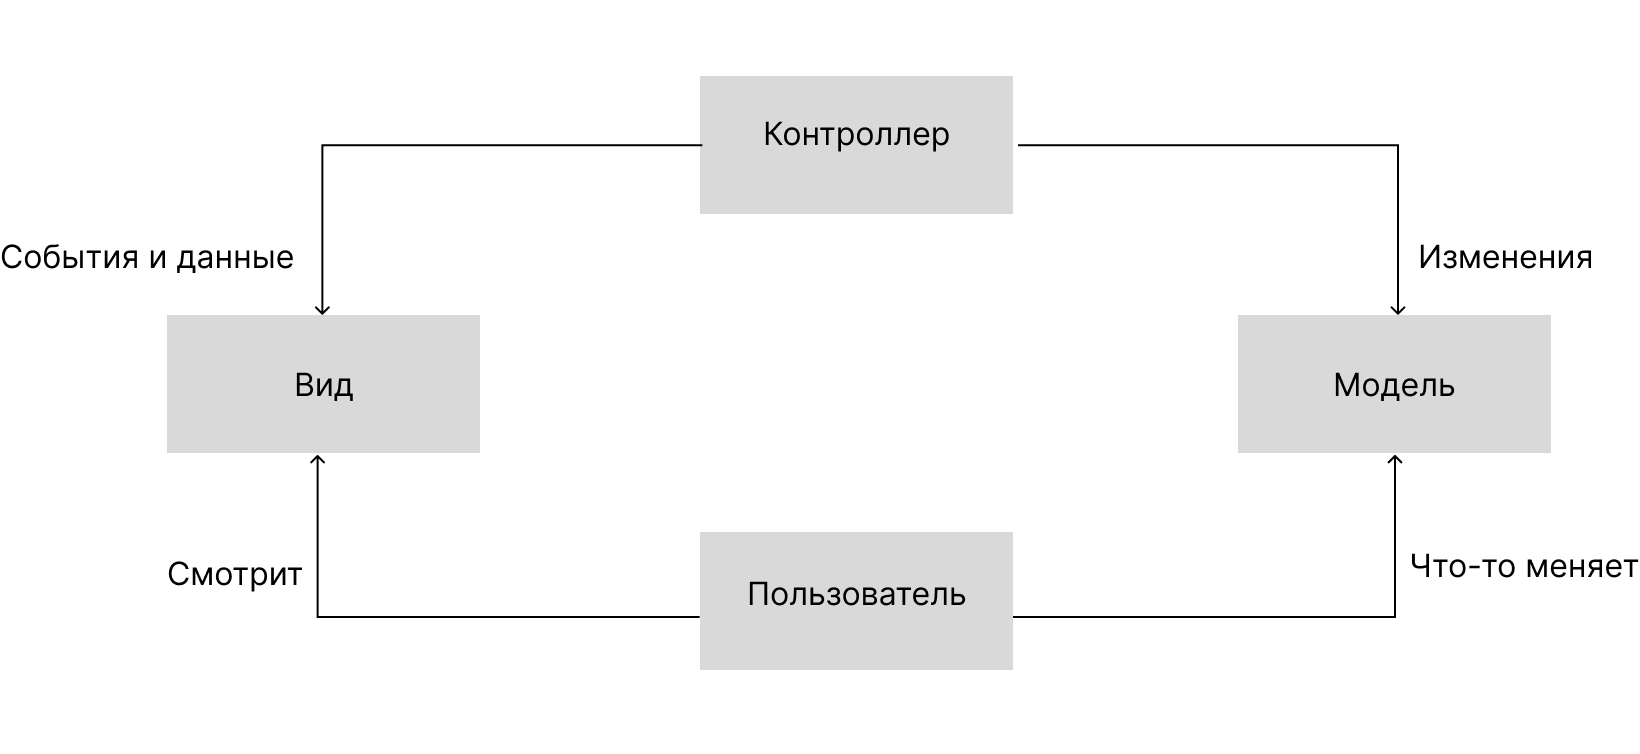 Контроллер
События и данные
Изменения
Вид
Модель
Смотрит
Что-то меняет
Пользователь